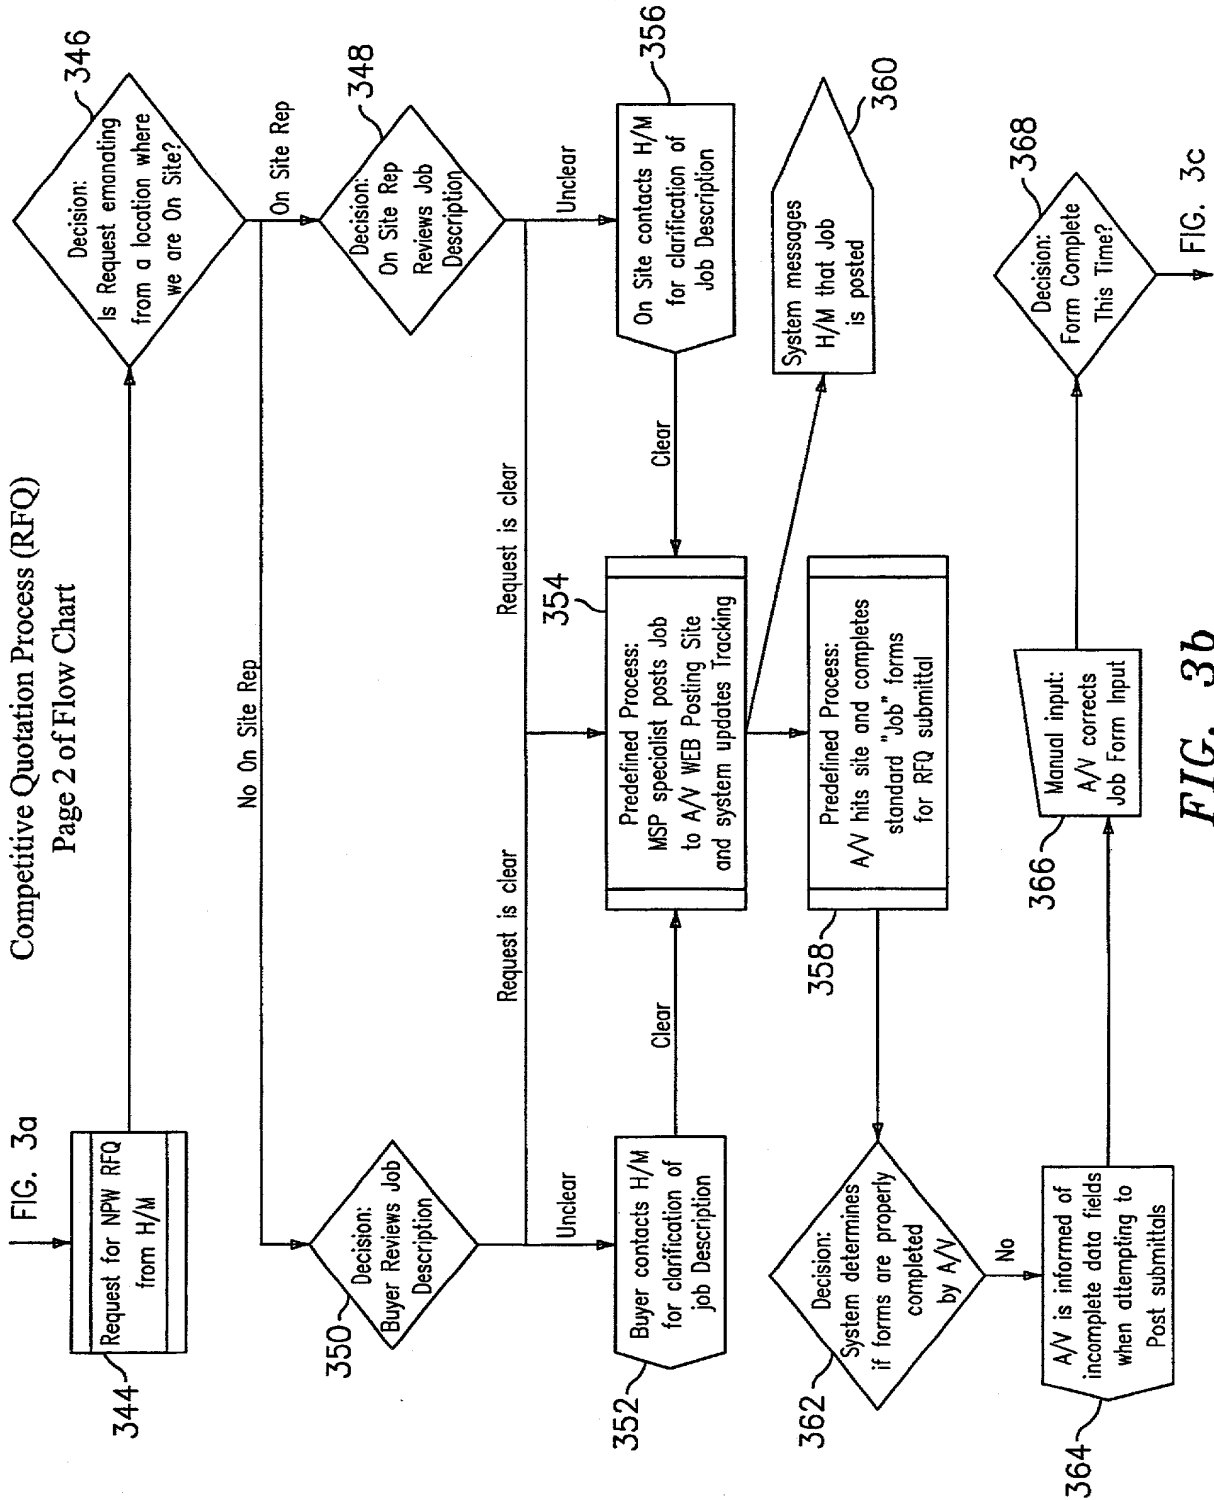 Competitive Quotation Process (RFQ)
Page 2 of Flow Chart
FIG. 3a
344
Request for NPW RFQ
from H/M
346
Decision:
Is Request emanating
from a location where
we are On Site?
No On Site Rep
On Site Rep
350
Decision:
Buyer Reviews Job
Description
348
Decision:
On Site Rep
Reviews Job
Description
Request is clear
Request is clear
Unclear
Unclear
352
Buyer contacts H/M
for clarification of
job Description
Clear
354
Predefined Process:
MSP specialist posts Job
to A/V WEB Posting Site
and system updates Tracking
Clear
356
On Site contacts H/M
for clarification of
Job Description
358
Predefined Process:
A/V hits site and completes
standard "Job" forms
for RFQ submittal
360
System messages
H/M that Job
is posted
362
Decision:
System determines
if forms are properly
completed
by A/V
No
364
A/V is informed of
incomplete data fields
when attempting to
Post submittals
366
Manual input:
A/V corrects
Job Form Input
368
Decision:
Form Complete
This Time?
FIG. 3c
FIG. 3b